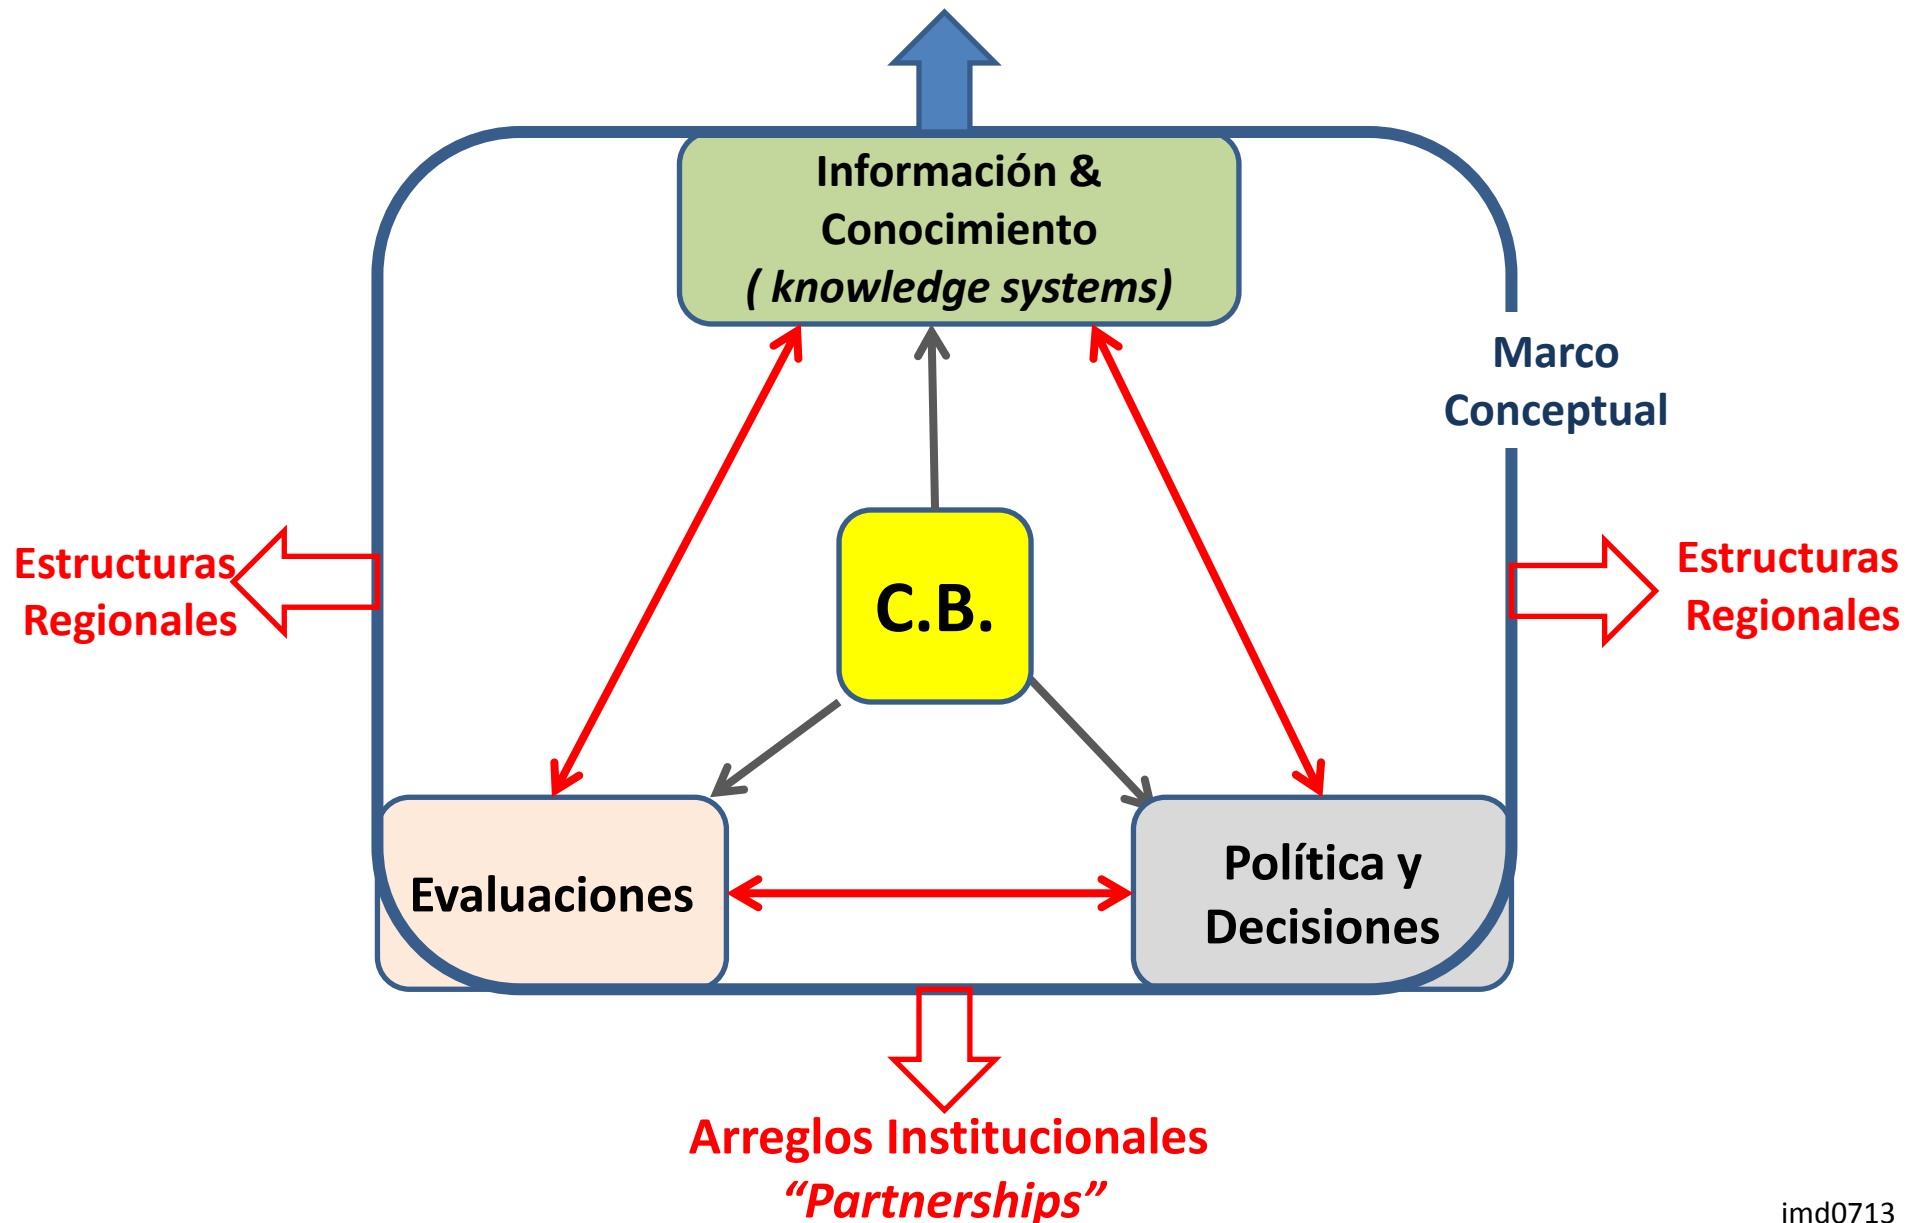 Información &
Conocimiento
( knowledge systems)
Marco
Conceptual
Estructuras
Regionales
C.B.
Estructuras
Regionales
Evaluaciones
Política y
Decisiones
Arreglos Institucionales
“Partnerships”
imd0713